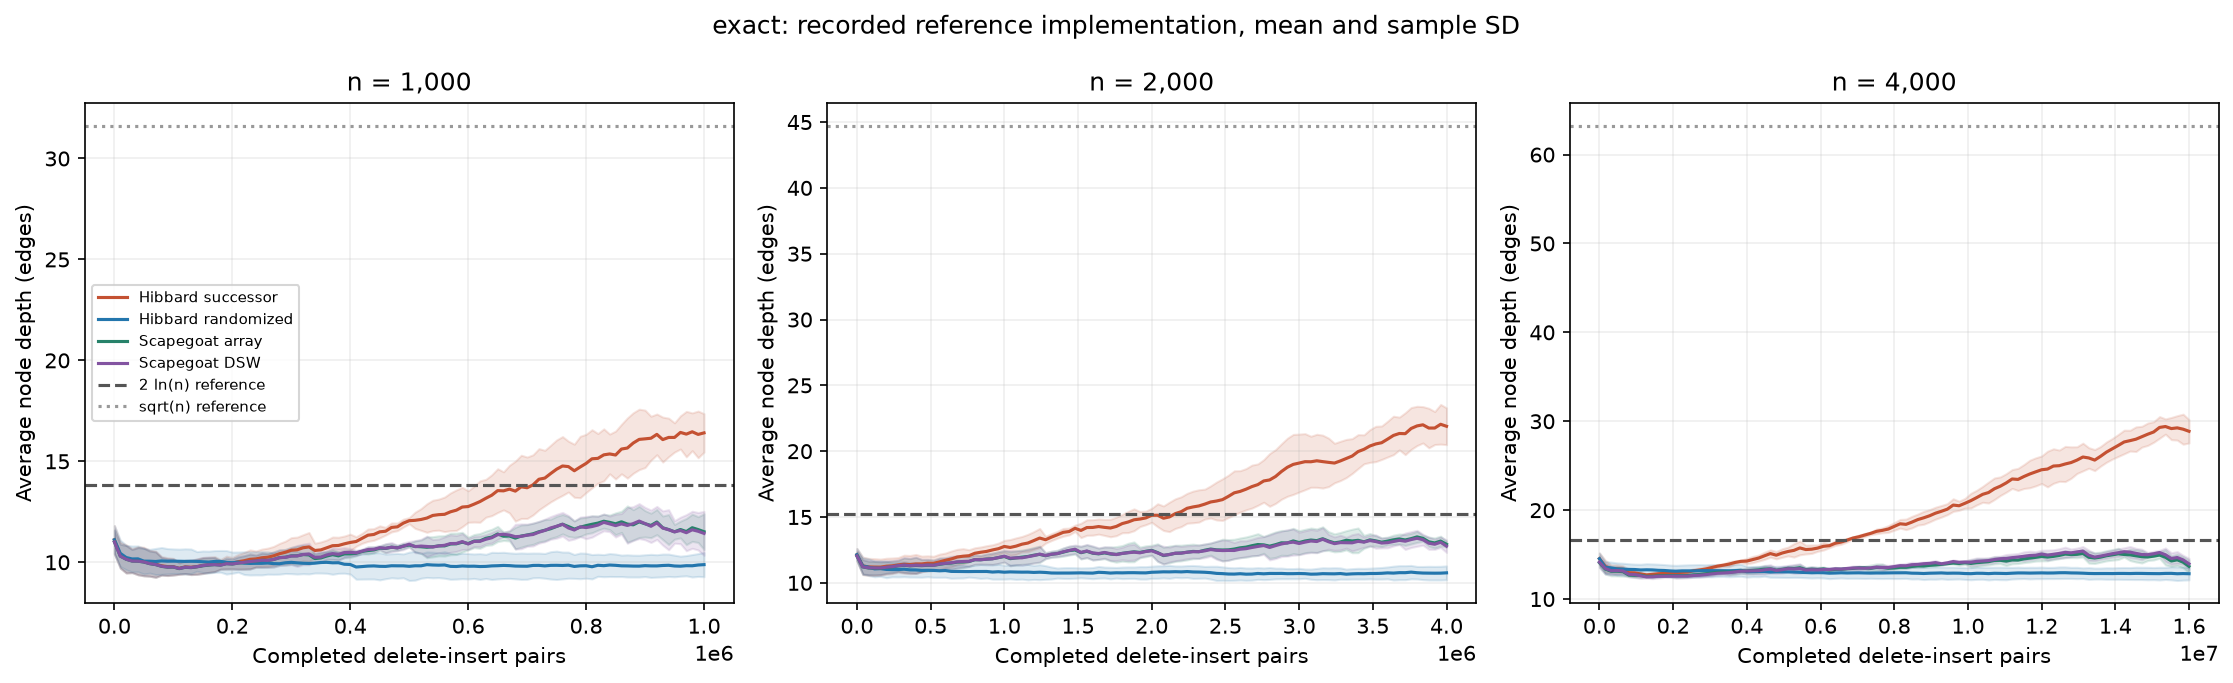 exact: recorded reference implementation, mean and sample SD
n = 1,000
Average node depth (edges)
30
25
20
15
10
Hibbard successor
Hibbard randomized
Scapegoat array
Scapegoat DSW
2 ln(n) reference
sqrt(n) reference
0.0 0.2 0.4 0.6 0.8 1.0
1e6
Completed delete-insert pairs
n = 2,000
Average node depth (edges)
45
40
35
30
25
20
15
10
0.0 0.5 1.0 1.5 2.0 2.5 3.0 3.5 4.0
1e6
Completed delete-insert pairs
n = 4,000
Average node depth (edges)
60
50
40
30
20
10
0.0 0.2 0.4 0.6 0.8 1.0 1.2 1.4 1.6
1e7
Completed delete-insert pairs